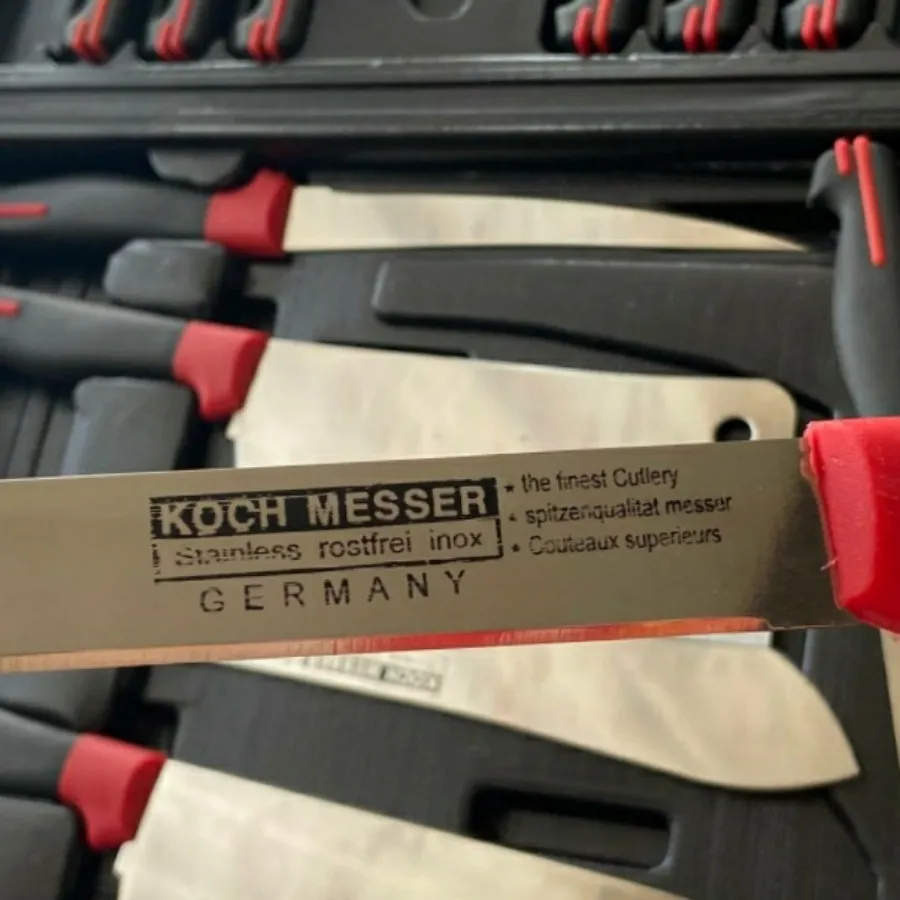 KOCH MESSER
Stainless rostfrei inox
GERMANY
★ the finest Cutlery
★ spitzenqualitat messer
★ Couteaux superieurs